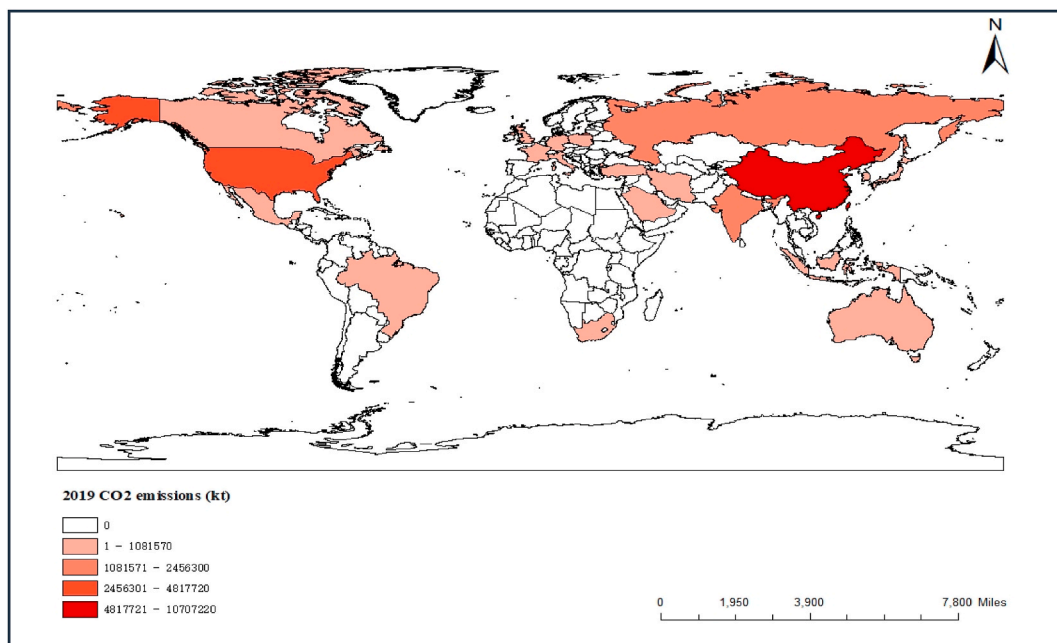 N
2019 CO2 emissions (kt)
0
1 - 1081570
1081571 - 2456300
2456301 - 4817720
4817721 - 10707220
0 1,950 3,900 7,800 Miles